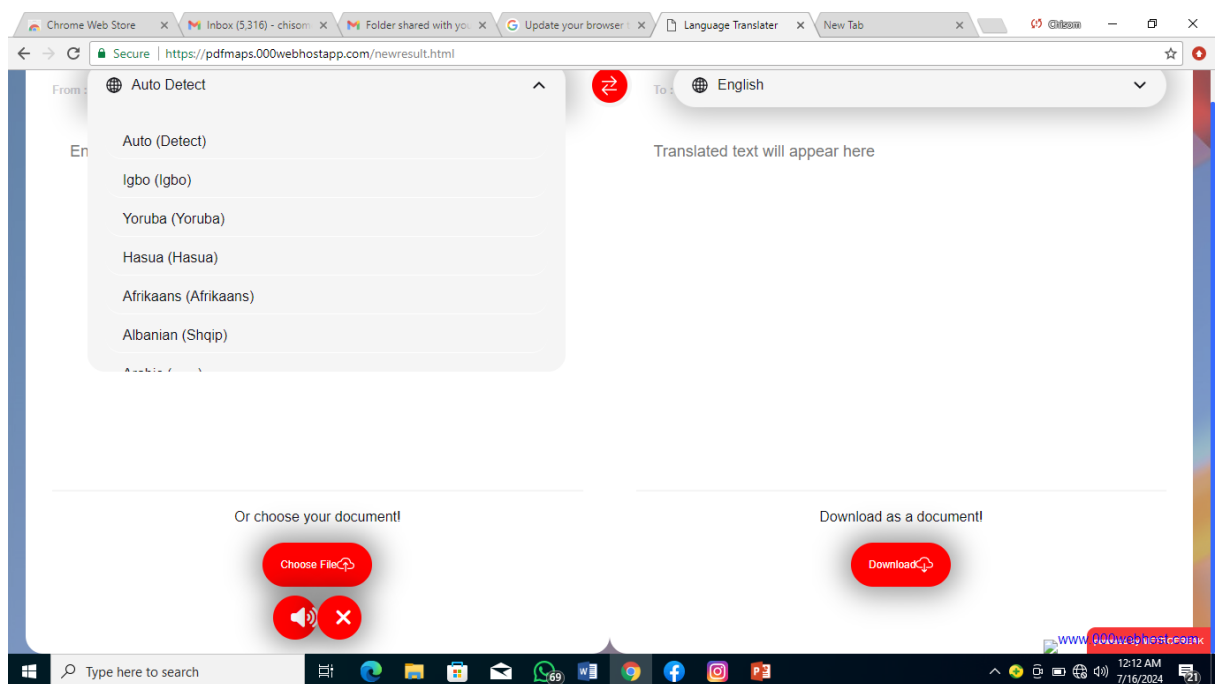 Chrome Web Store
Inbox (5,316) - chisom
Folder shared with you
Update your browser
Language Translater
New Tab
Chizom
Secure
https://pdfmaps.000webhostapp.com/newresult.html
From :
Auto Detect
To :
English
Auto (Detect)
En
Translated text will appear here
Igbo (Igbo)
Yoruba (Yoruba)
Hasua (Hasua)
Afrikaans (Afrikaans)
Albanian (Shqip)
Or choose your document!
Download as a document!
Choose File
Download
www.000webhost.com
Type here to search
69
12:12 AM
7/16/2024
21